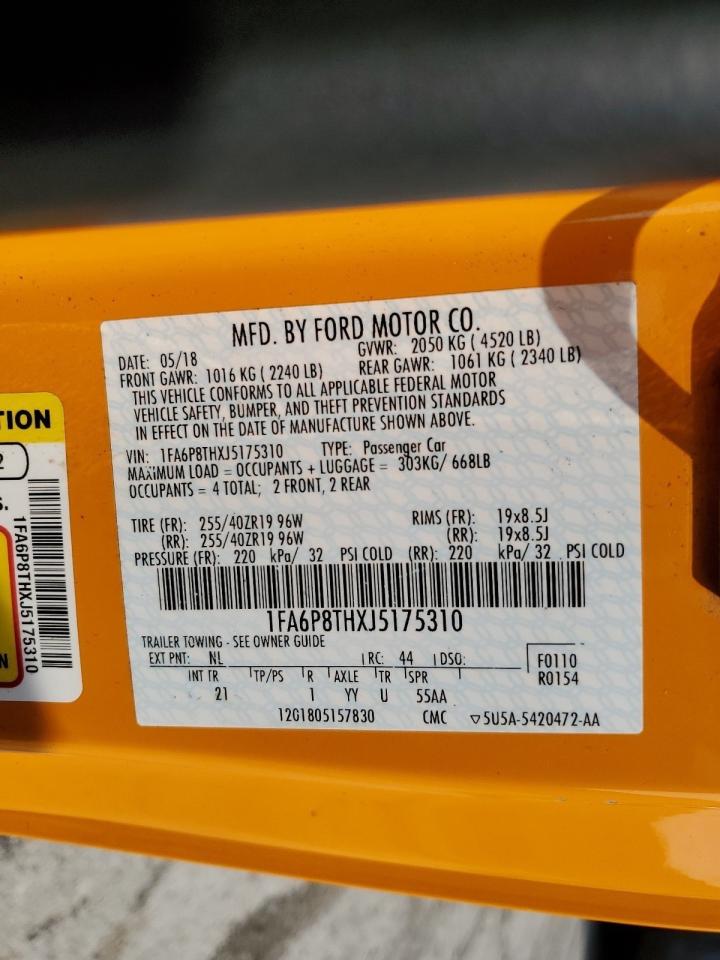 MFD. BY FORD MOTOR CO.
DATE: 05/18
GVWR: 2050 KG ( 4520 LB)
FRONT GAWR: 1016 KG ( 2240 LB)
REAR GAWR: 1061 KG ( 2340 LB)
THIS VEHICLE CONFORMS TO ALL APPLICABLE FEDERAL MOTOR
VEHICLE SAFETY, BUMPER, AND THEFT PREVENTION STANDARDS
IN EFFECT ON THE DATE OF MANUFACTURE SHOWN ABOVE.
VIN: 1FA6P8THXJ5175310 TYPE: Passenger Car
MAXIMUM LOAD = OCCUPANTS + LUGGAGE = 303KG/ 668LB
OCCUPANTS = 4 TOTAL; 2 FRONT, 2 REAR
TIRE (FR): 255/40ZR19 96W RIMS (FR): 19x8.5J
(RR): 255/40ZR19 96W (RR): 19x8.5J
PRESSURE (FR): 220 kPa/ 32 PSI COLD (RR): 220 kPa/ 32 PSI COLD
1FA6P8THXJ5175310
TRAILER TOWING - SEE OWNER GUIDE
EXT PNT: NL RC: 44 DSO: F0110
R0154
INT TR TP/PS R AXLE TR SPR
21 1 YY U 55AA
12G1805157830 CMC ▽5U5A-5420472-AA
TION
2
S.
1FA6P8THXJ5175310
N